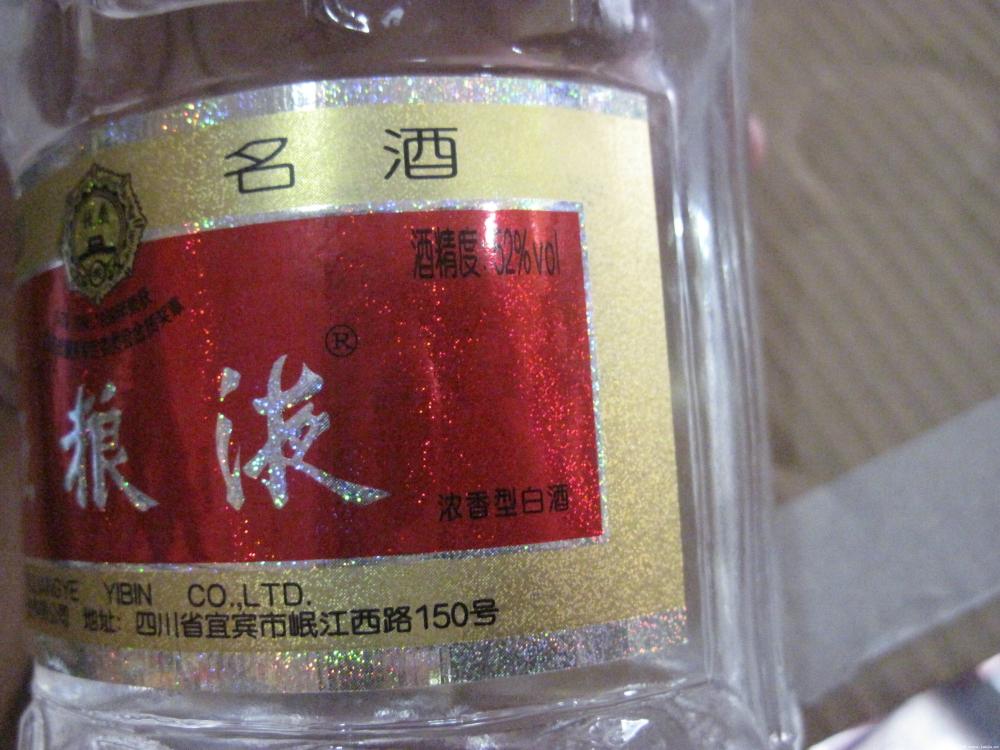 名 酒
酒精度:52%vol
®
粮液
浓香型白酒
YIBIN CO.,LTD.
地址: 四川省宜宾市岷江西路150号